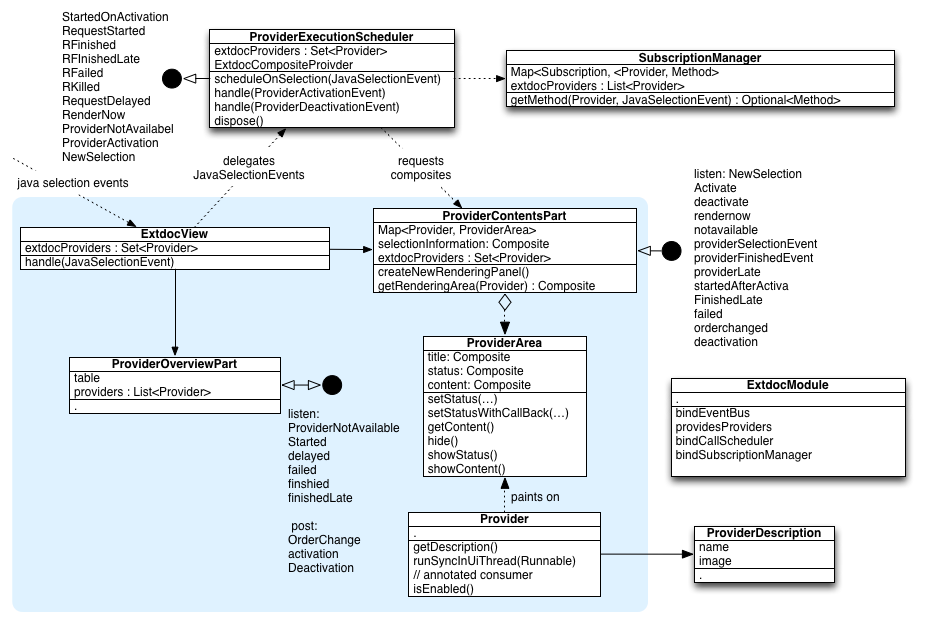 StartedOnActivation
RequestStarted
RFinished
RFInishedLate
RFailed
RKilled
RequestDelayed
RenderNow
ProviderNotAvailabel
ProviderActivation
NewSelection
ProviderExecutionScheduler
extdocProviders : Set<Provider>
ExtdocCompositeProivder
scheduleOnSelection(JavaSelectionEvent)
handle(ProviderActivationEvent)
handle(ProviderDeactivationEvent)
dispose()
SubscriptionManager
Map<Subscription, <Provider, Method>
extdocProviders : List<Provider>
getMethod(Provider, JavaSelectionEvent) : Optional<Method>
java selection events
delegates
JavaSelectionEvents
requests
composites
ExtdocView
extdocProviders : Set<Provider>
handle(JavaSelectionEvent)
ProviderContentsPart
Map<Provider, ProviderArea>
selectionInformation: Composite
extdocProviders : Set<Provider>
createNewRenderingPanel()
getRenderingArea(Provider) : Composite
listen: NewSelection
Activate
deactivate
rendernow
notavailable
providerSelectionEvent
providerFinishedEvent
providerLate
startedAfterActiva
FinishedLate
failed
orderchanged
deactivation
ProviderOverviewPart
table
providers : List<Provider>
.
listen:
ProviderNotAvailable
Started
delayed
failed
finshied
finishedLate
post:
OrderChange
activation
Deactivation
ProviderArea
title: Composite
status: Composite
content: Composite
setStatus(…)
setStatusWithCallBack(…)
getContent()
hide()
showStatus()
showContent()
paints on
ExtdocModule
.
bindEventBus
providesProviders
bindCallScheduler
bindSubscriptionManager
Provider
.
getDescription()
runSyncInUiThread(Runnable)
// annotated consumer
isEnabled()
ProviderDescription
name
image
.